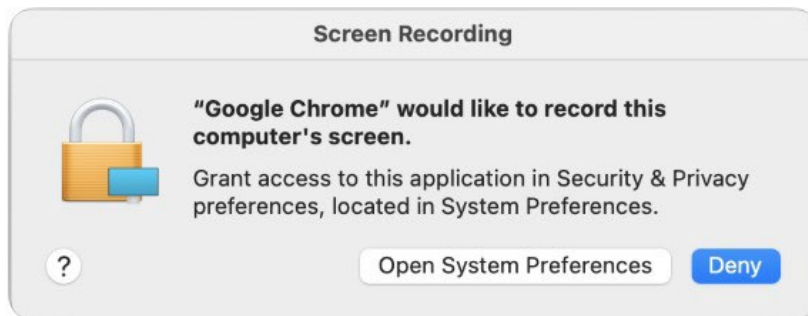 Screen Recording
“Google Chrome” would like to record this
computer's screen.
Grant access to this application in Security & Privacy
preferences, located in System Preferences.
?
Open System Preferences
Deny